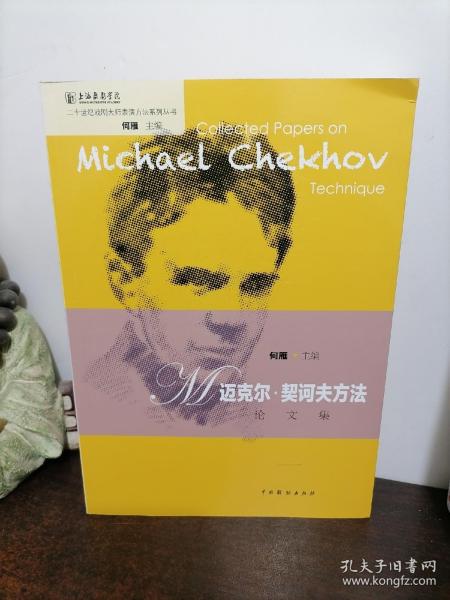 上海戏剧学院
二十世纪戏剧大师表演方法系列丛书
何雁 主编
Collected Papers on
Michael Chekhov
Technique
何雁 · 主编
M 迈克尔·契诃夫方法
论 文 集
中国戏剧出版社
孔夫子旧书网
www.kongfz.com